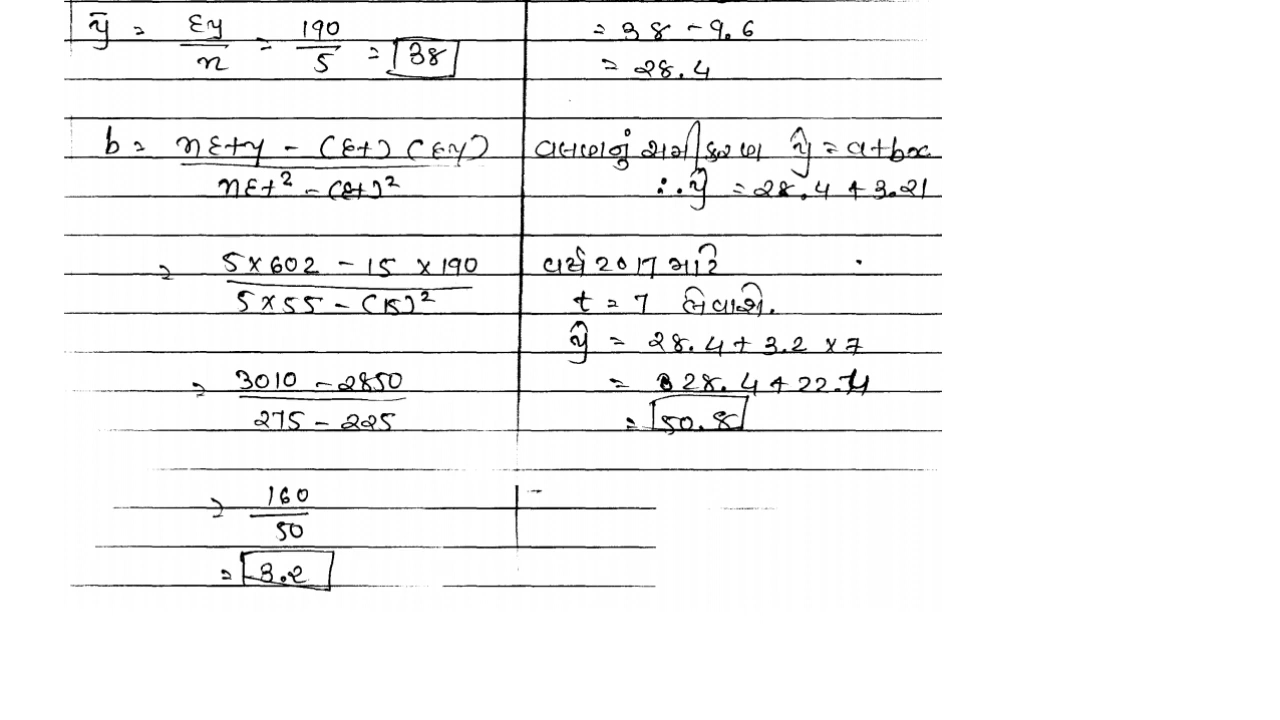 ȳ = Σy / n = 190 / 5 = 38
b = nΣty - (Σt) (Σy) / nΣt² - (Σt)²
= 5 × 602 - 15 × 190 / 5 × 55 - (15)²
= 3010 - 2850 / 275 - 225
= 160 / 50
= 3.2
= 38 - 9.6
= 28.4
વલણનું સમીકરણ ŷ = a + bx
∴ ŷ = 28.4 + 3.2t
વર્ષ 2017 માટે
t = 7 લેવાશે.
ŷ = 28.4 + 3.2 × 7
= 28.4 + 22.4
= 50.8